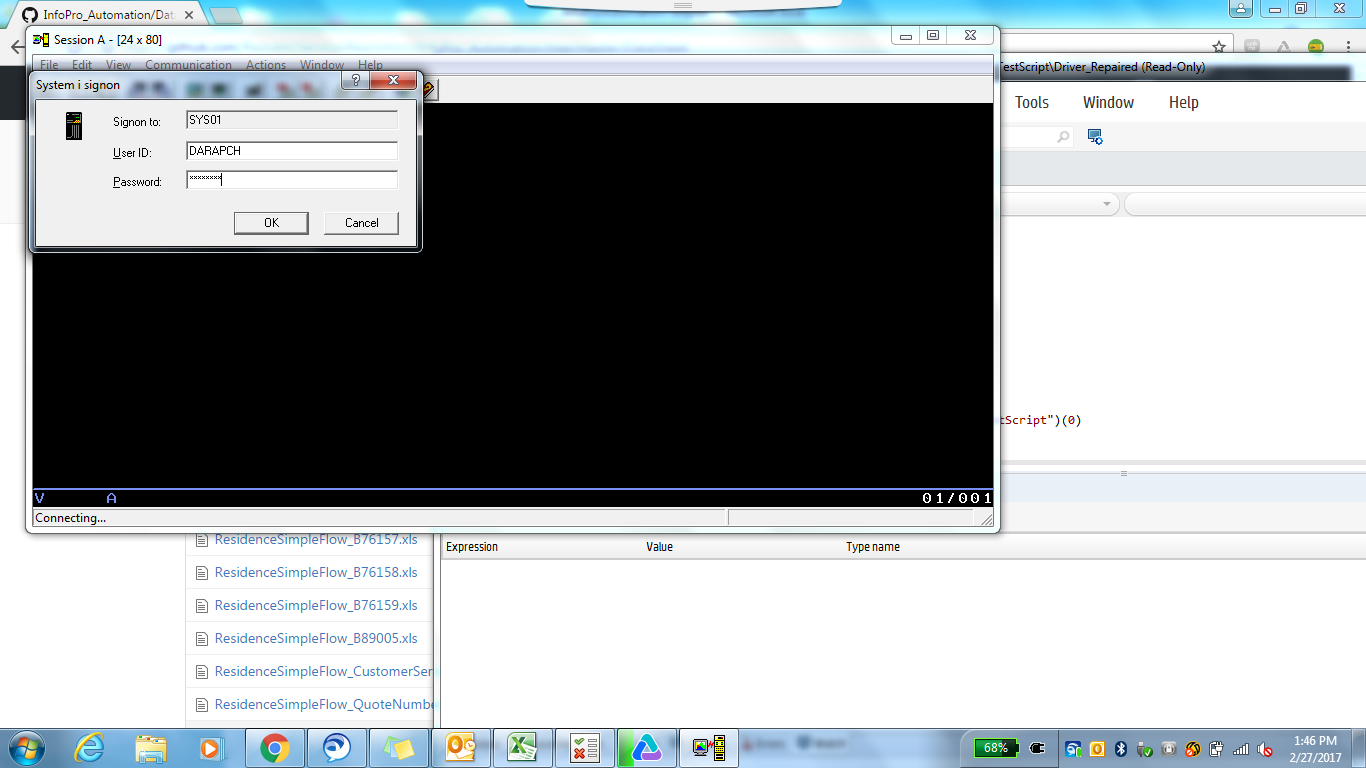 InfoPro_Automation/Dat
Session A - [24 x 80]
File Edit View Communication Actions Window Help
TestScript\Driver_Repaired (Read-Only)
System i signon
Tools Window Help
Signon to: SYS01
User ID: DARAPCH
Password: ********
OK Cancel
Script")(0)
V A 01/001
Connecting...
ResidenceSimpleFlow_B76157.xls
ResidenceSimpleFlow_B76158.xls
ResidenceSimpleFlow_B76159.xls
ResidenceSimpleFlow_B89005.xls
ResidenceSimpleFlow_CustomerSer
ResidenceSimpleFlow_QuoteNumbe
Expression Value Type name
68%
1:46 PM
2/27/2017